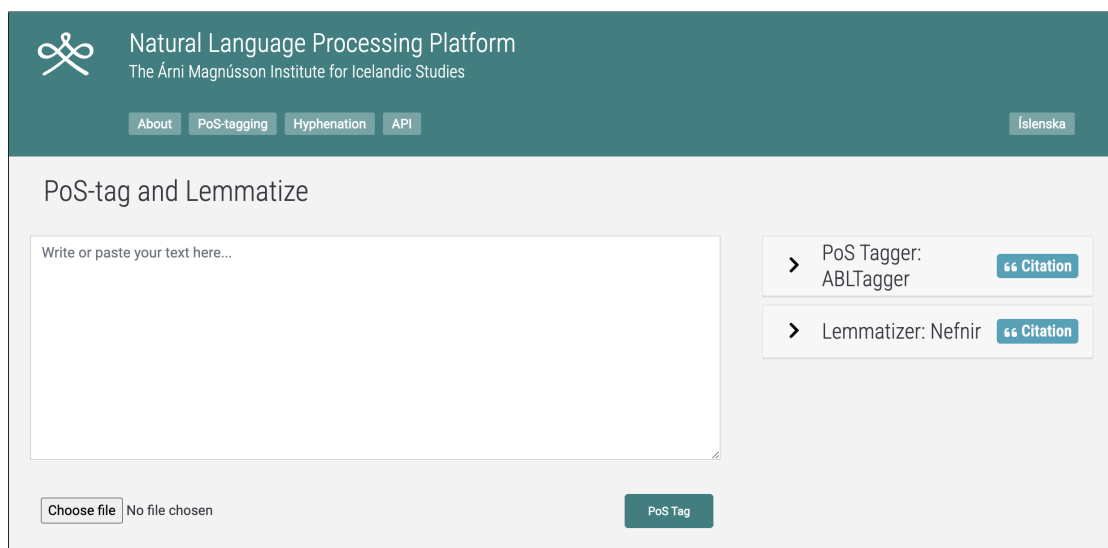 Natural Language Processing Platform
The Árni Magnússon Institute for Icelandic Studies
About PoS-tagging Hyphenation API Íslenska
PoS-tag and Lemmatize
Write or paste your text here...
PoS Tagger:
ABLTagger
Citation
Lemmatizer: Nefnir Citation
Choose file No file chosen
PoS Tag